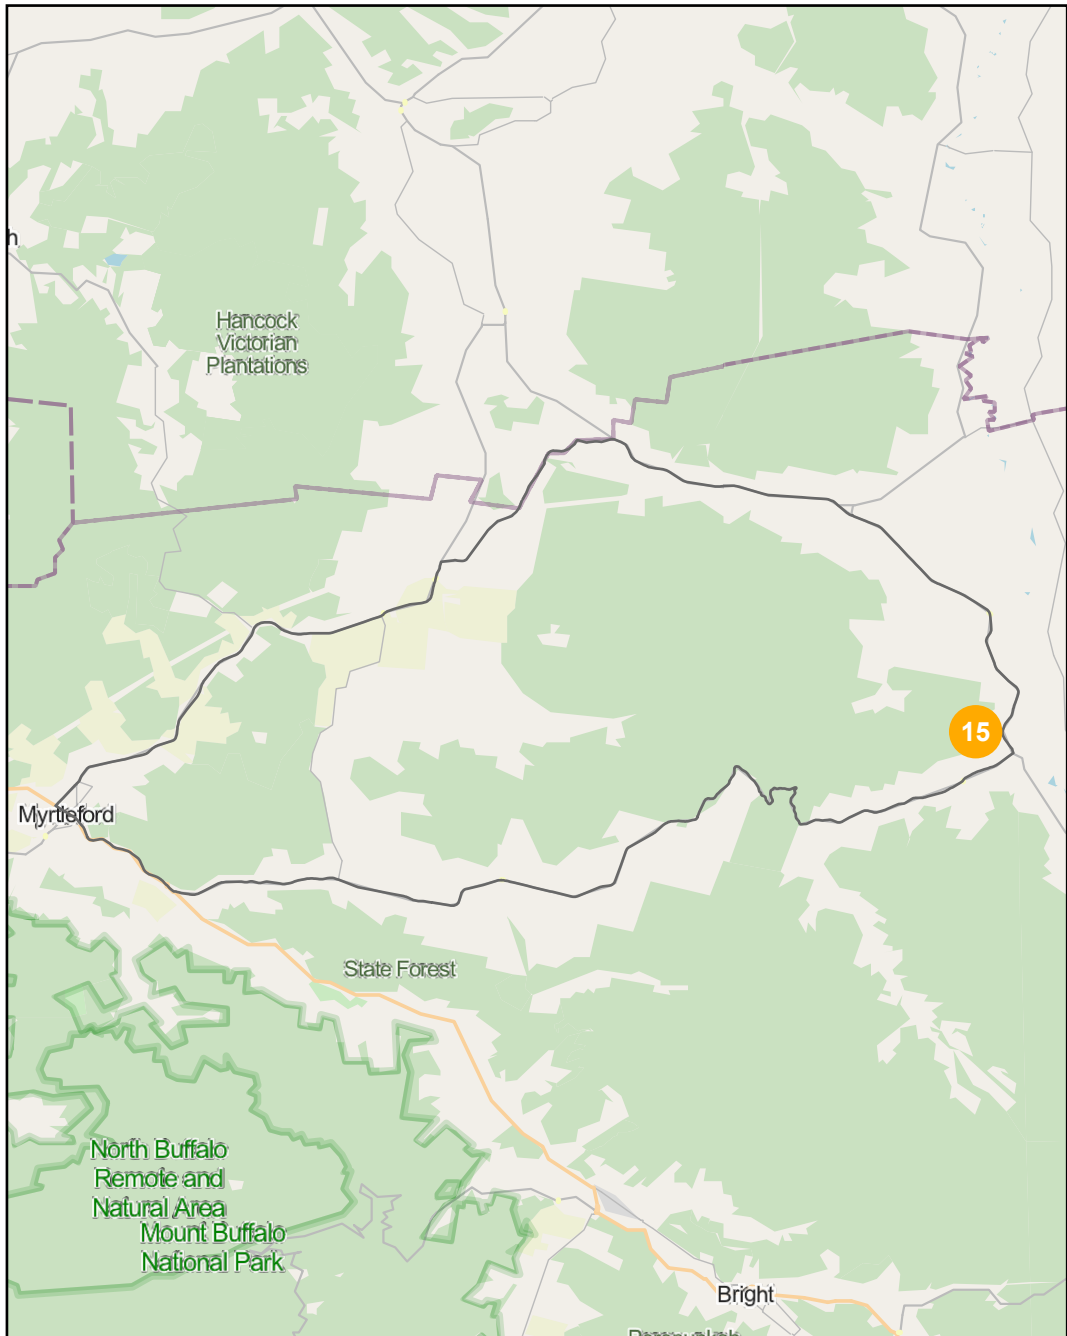 h
Hancock
Victorian
Plantations
15
Myrtleford
State Forest
North Buffalo
Remote and
Natural Area
Mount Buffalo
National Park
Bright